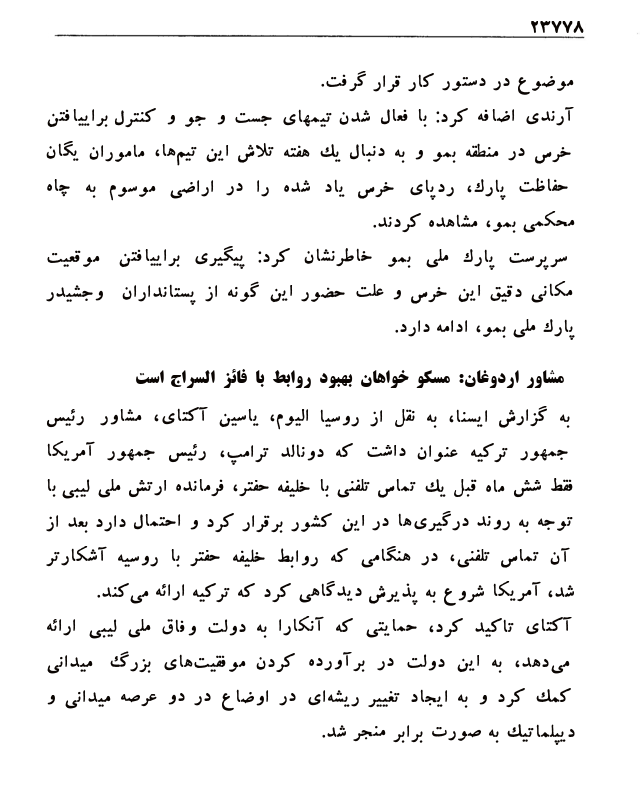 ۲۳۷۷۸
موضوع در دستور کار قرار گرفت.
آرندی اضافه کرد: با فعال شدن تیمهای جست و جو و کنترل براییافتن
خرس در منطقه بمو و به دنبال یك هفته تلاش این تیم‌ها، ماموران یگان
حفاظت پارك، ردپای خرس یاد شده را در اراضی موسوم به چاه
محکمی بمو، مشاهده کردند.
سرپرست پارك ملی بمو خاطرنشان کرد: پیگیری براییافتن موقعیت
مکانی دقیق این خرس و علت حضور این گونه از پستانداران وجشیدر
پارك ملی بمو، ادامه دارد.
مشاور اردوغان: مسکو خواهان بهبود روابط با فائز السراج است
به گزارش ایسنا، به نقل از روسیا الیوم، یاسین آکتای، مشاور رئیس
جمهور ترکیه عنوان داشت که دونالد ترامپ، رئیس جمهور آمریکا
فقط شش ماه قبل یك تماس تلفنی با خلیفه حفتر، فرمانده ارتش ملی لیبی با
توجه به روند درگیری‌ها در این کشور برقرار کرد و احتمال دارد بعد از
آن تماس تلفنی، در هنگامی که روابط خلیفه حفتر با روسیه آشکارتر
شد، آمریکا شروع به پذیرش دیدگاهی کرد که ترکیه ارائه می‌کند.
آکتای تاکید کرد، حمایتی که آنکارا به دولت وفاق ملی لیبی ارائه
می‌دهد، به این دولت در برآورده کردن موفقیت‌های بزرگ میدانی
کمك کرد و به ایجاد تغییر ریشه‌ای در اوضاع در دو عرصه میدانی و
دیپلماتیك به صورت برابر منجر شد.